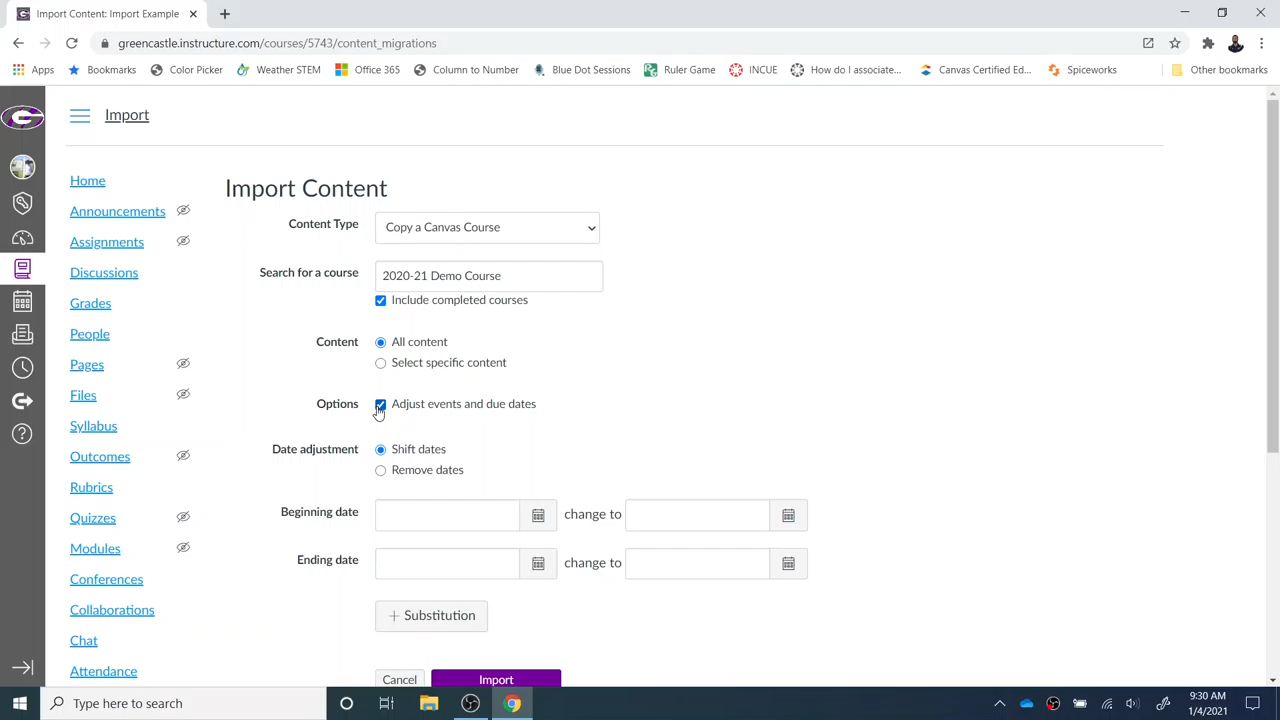 Import Content: Import Example
greencastle.instructure.com/courses/5743/content_migrations
Apps
Bookmarks
Color Picker
Weather STEM
Office 365
Column to Number
Blue Dot Sessions
Ruler Game
INCUE
How do I associate...
Canvas Certified Ed...
Spiceworks
Other bookmarks
Import
Home
Announcements
Assignments
Discussions
Grades
People
Pages
Files
Syllabus
Outcomes
Rubrics
Quizzes
Modules
Conferences
Collaborations
Chat
Attendance
Import Content
Content Type
Copy a Canvas Course
Search for a course
2020-21 Demo Course
Include completed courses
Content
All content
Select specific content
Options
Adjust events and due dates
Date adjustment
Shift dates
Remove dates
Beginning date
change to
Ending date
change to
+ Substitution
Cancel
Import
Type here to search
9:30 AM
1/4/2021